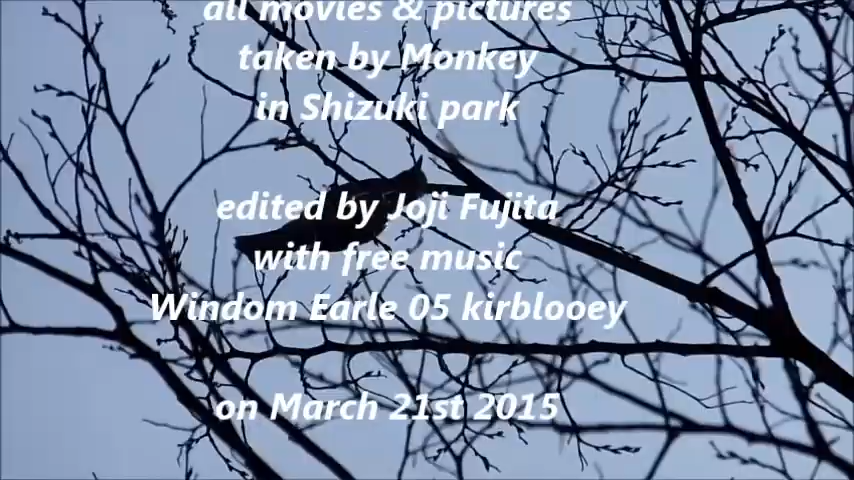 all movies & pictures
taken by Monkey
in Shizuki park
edited by Joji Fujita
with free music
Windom Earle 05 kirblooey
on March 21st 2015